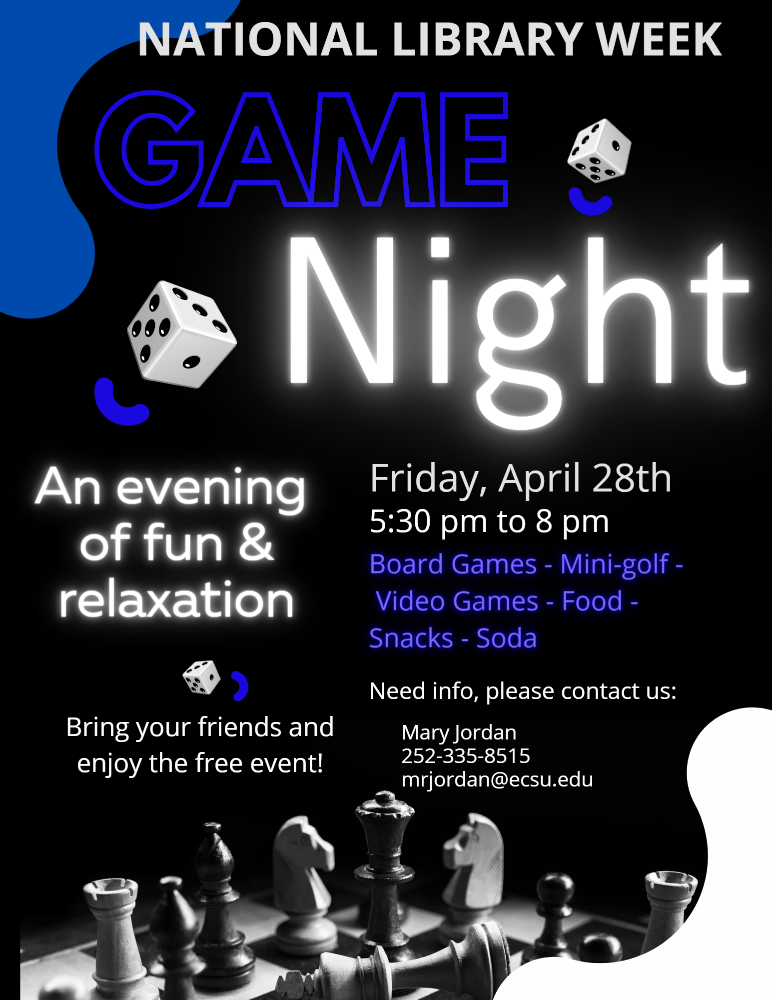 NATIONAL LIBRARY WEEK
GAME
Night
An evening
of fun &
relaxation
Friday, April 28th
5:30 pm to 8 pm
Board Games - Mini-golf -
Video Games - Food -
Snacks - Soda
Bring your friends and
enjoy the free event!
Need info, please contact us:
Mary Jordan
252-335-8515
mrjordan@ecsu.edu